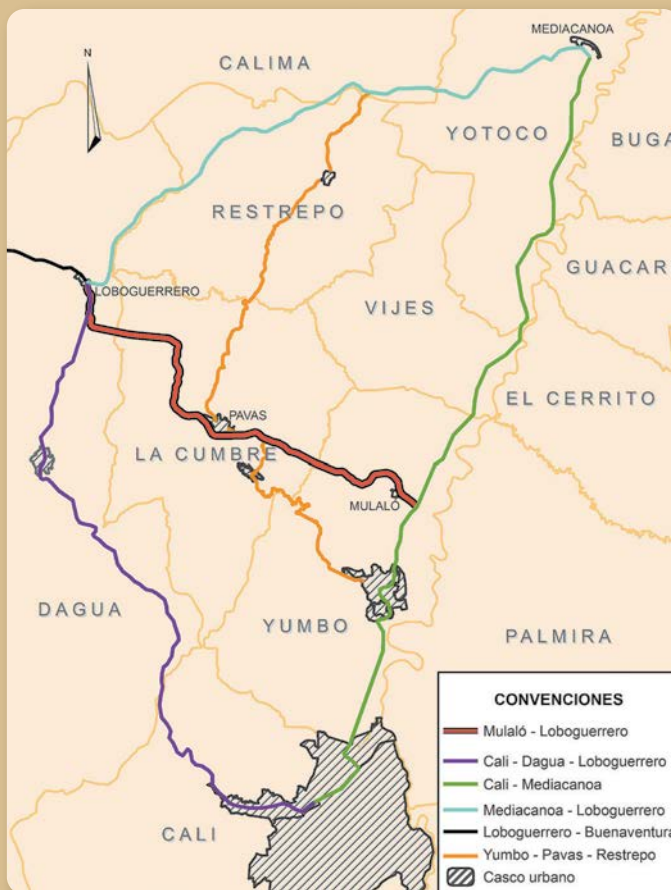 MEDIACANOA
N
CALIMA
YOTOCO
BUGA
RESTREPO
GUACAR
LOBOGUERRERO
VIJES
EL CERRITO
PAVAS
LA CUMBRE
MULALÓ
DAGUA
YUMBO
PALMIRA
CALI
CONVENCIONES
Mulaló - Loboguerrero
Cali - Dagua - Loboguerrero
Cali - Mediacanoa
Mediacanoa - Loboguerrero
Loboguerrero - Buenaventura
Yumbo - Pavas - Restrepo
Casco urbano